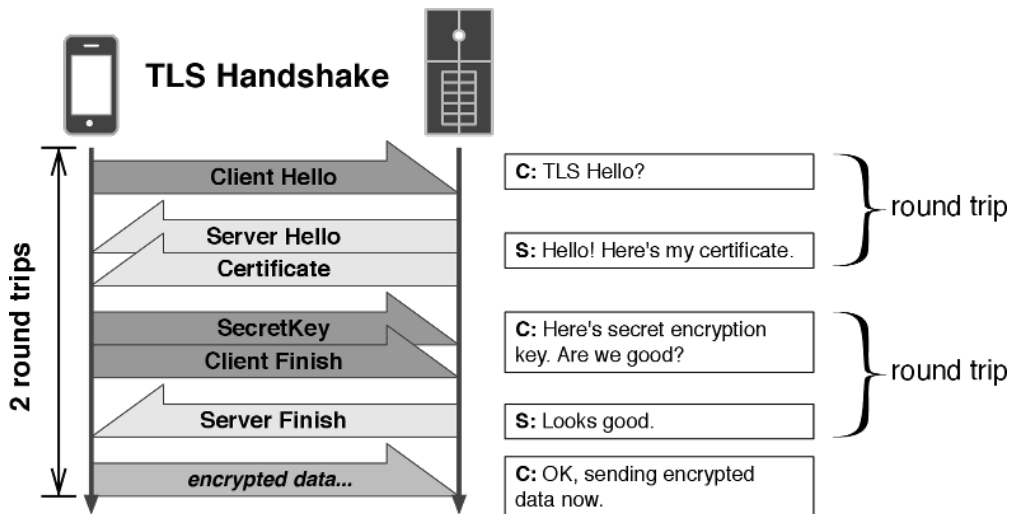 TLS Handshake
2 round trips
Client Hello
Server Hello
Certificate
SecretKey
Client Finish
Server Finish
encrypted data...
C: TLS Hello?
S: Hello! Here's my certificate.
round trip
C: Here's secret encryption
key. Are we good?
S: Looks good.
round trip
C: OK, sending encrypted
data now.